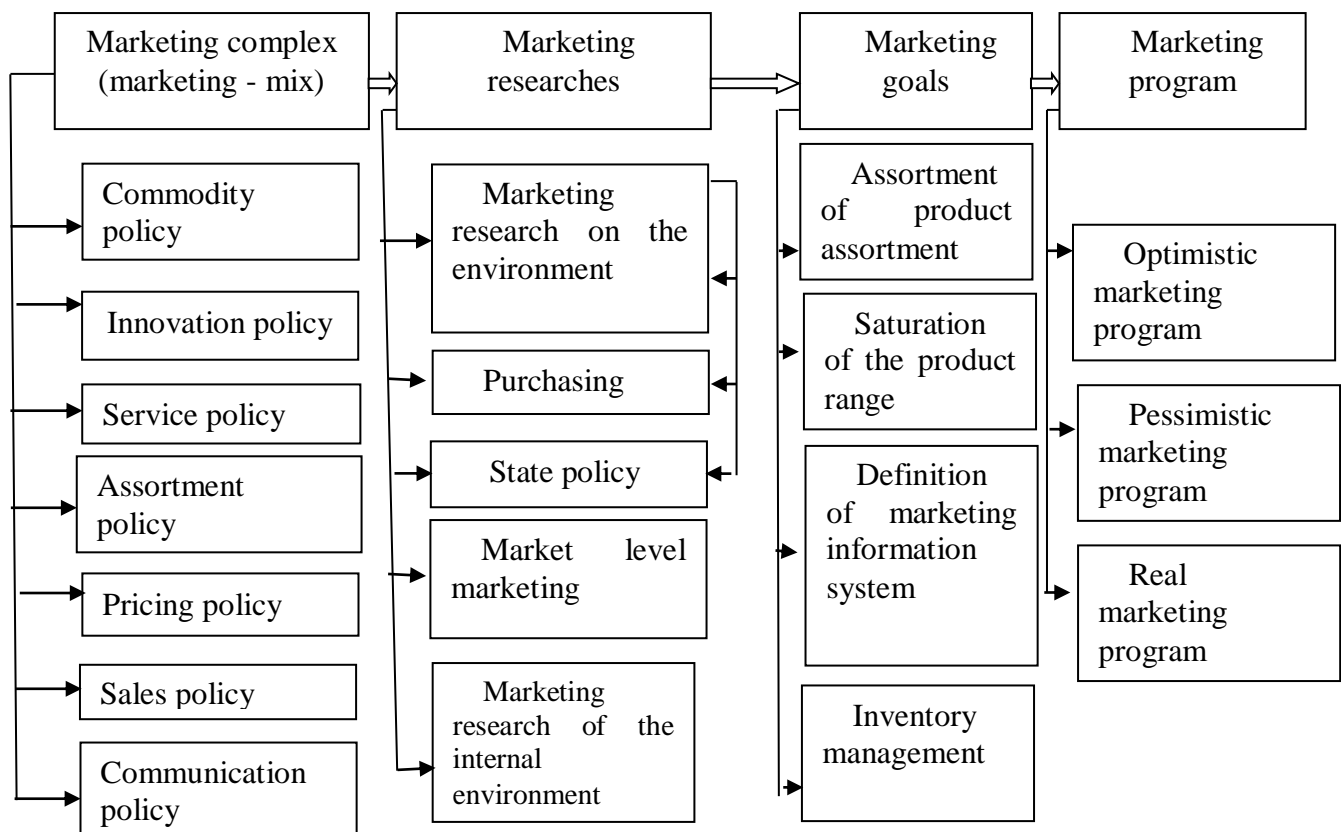 Marketing complex
(marketing - mix)
Marketing
researches
Marketing
goals
Marketing
program
Commodity
policy
Innovation policy
Service policy
Assortment
policy
Pricing policy
Sales policy
Communication
policy
Marketing
research on the
environment
Purchasing
State policy
Market level
marketing
Marketing
research of the
internal
environment
Assortment
of product
assortment
Saturation
of the product
range
Definition
of marketing
information
system
Inventory
management
Optimistic
marketing
program
Pessimistic
marketing
program
Real
marketing
program